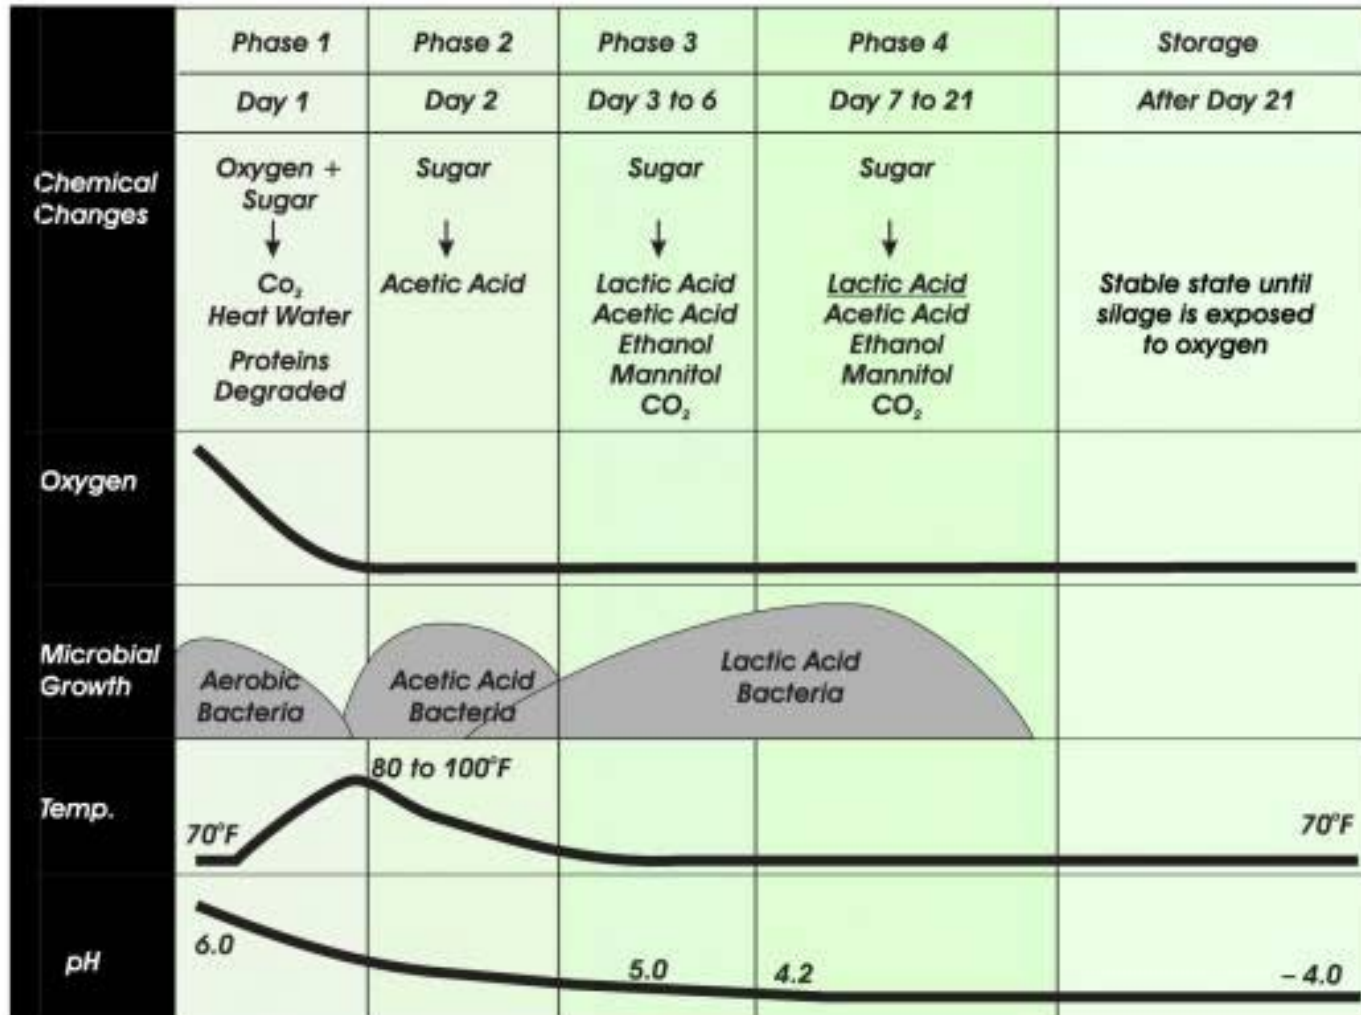 Phase 1 Phase 2 Phase 3 Phase 4 Storage
Day 1 Day 2 Day 3 to 6 Day 7 to 21 After Day 21
Chemical
Changes
Oxygen +
Sugar
Co₂
Heat Water
Proteins
Degraded
Sugar
Acetic Acid
Sugar
Lactic Acid
Acetic Acid
Ethanol
Mannitol
CO₂
Sugar
Lactic Acid
Acetic Acid
Ethanol
Mannitol
CO₂
Stable state until
silage is exposed
to oxygen
Oxygen
Microbial
Growth
Aerobic
Bacteria
Acetic Acid
Bacteria
Lactic Acid
Bacteria
Temp.
70°F
80 to 100°F
70°F
pH
6.0
5.0
4.2
– 4.0